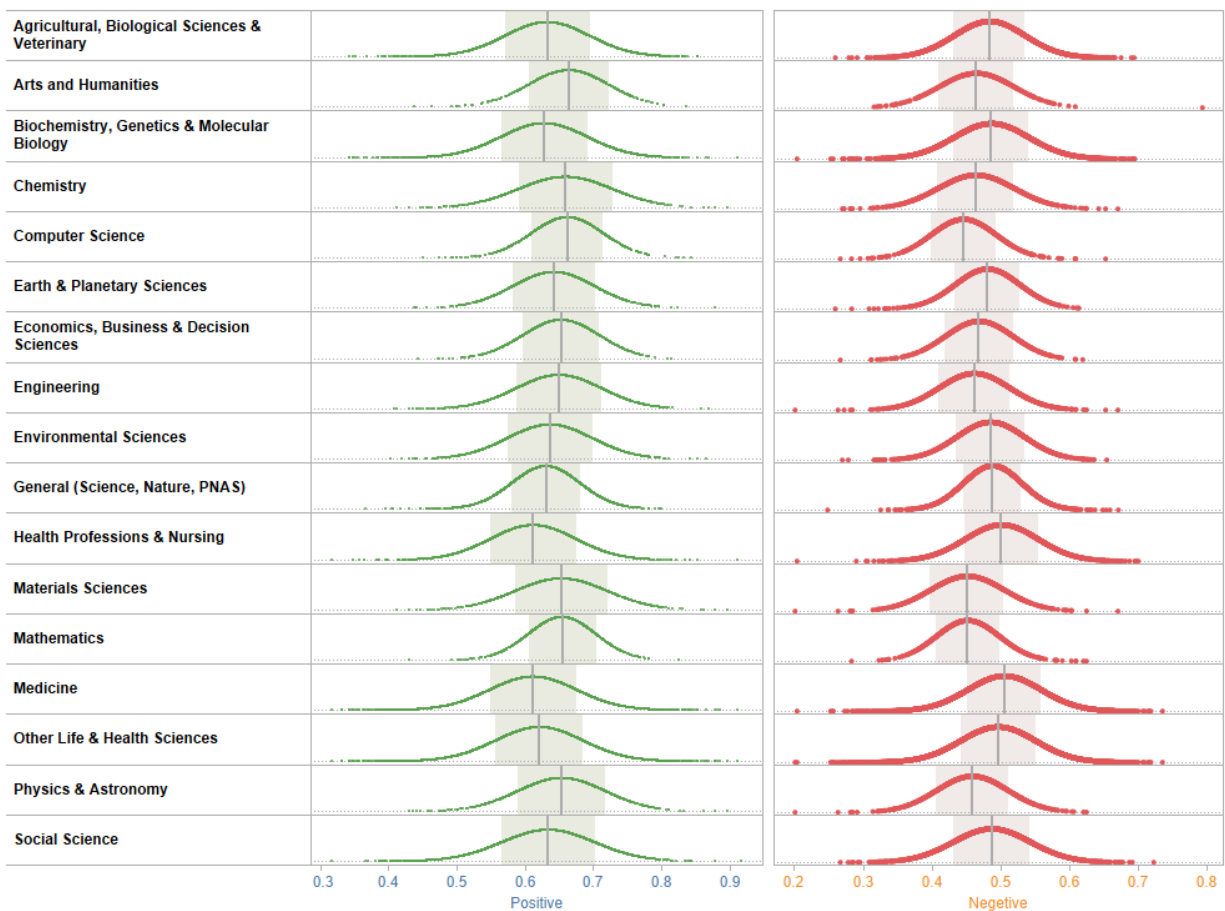 Agricultural, Biological Sciences &
Veterinary
Arts and Humanities
Biochemistry, Genetics & Molecular
Biology
Chemistry
Computer Science
Earth & Planetary Sciences
Economics, Business & Decision
Sciences
Engineering
Environmental Sciences
General (Science, Nature, PNAS)
Health Professions & Nursing
Materials Sciences
Mathematics
Medicine
Other Life & Health Sciences
Physics & Astronomy
Social Science
0.3 0.4 0.5 0.6 0.7 0.8 0.9 0.2 0.3 0.4 0.5 0.6 0.7 0.8
Positive Negetive